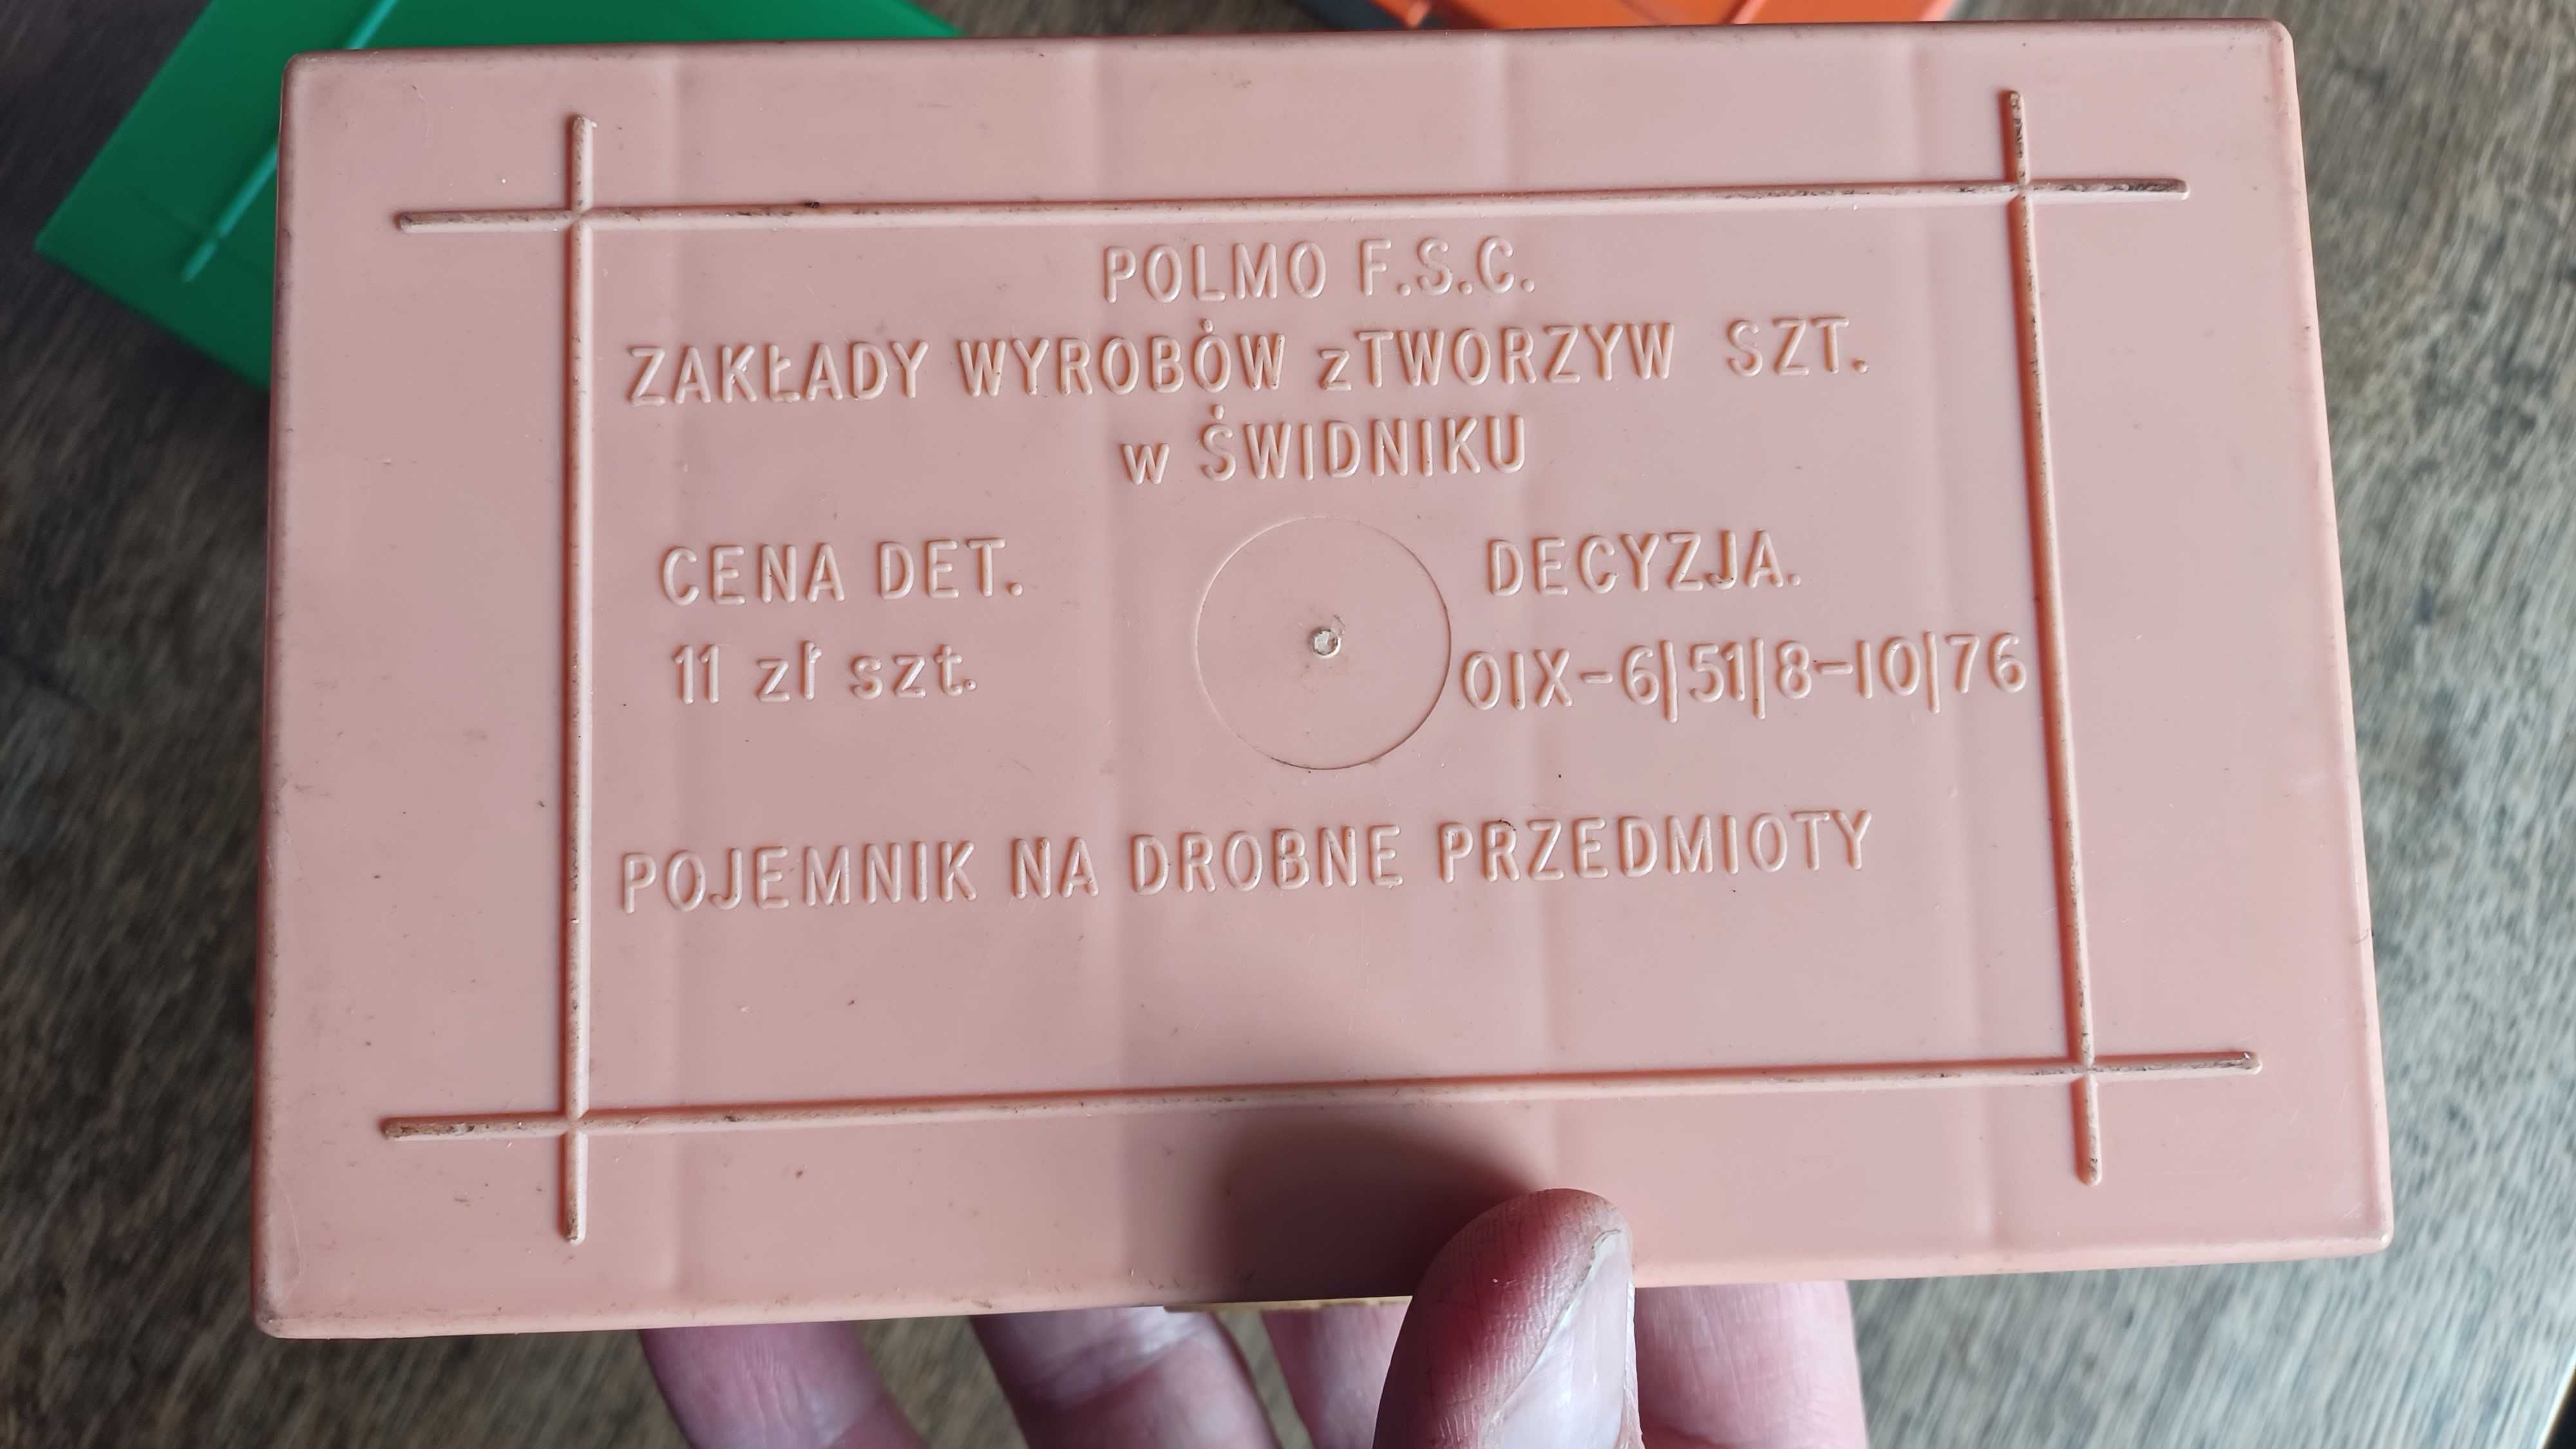 POLMO F.S.C.
ZAKŁADY WYROBÓW z TWORZYW SZT.
w ŚWIDNIKU
CENA DET.
11 zł szt.
DECYZJA.
OIX-6|51|8-10|76
POJEMNIK NA DROBNE PRZEDMIOTY